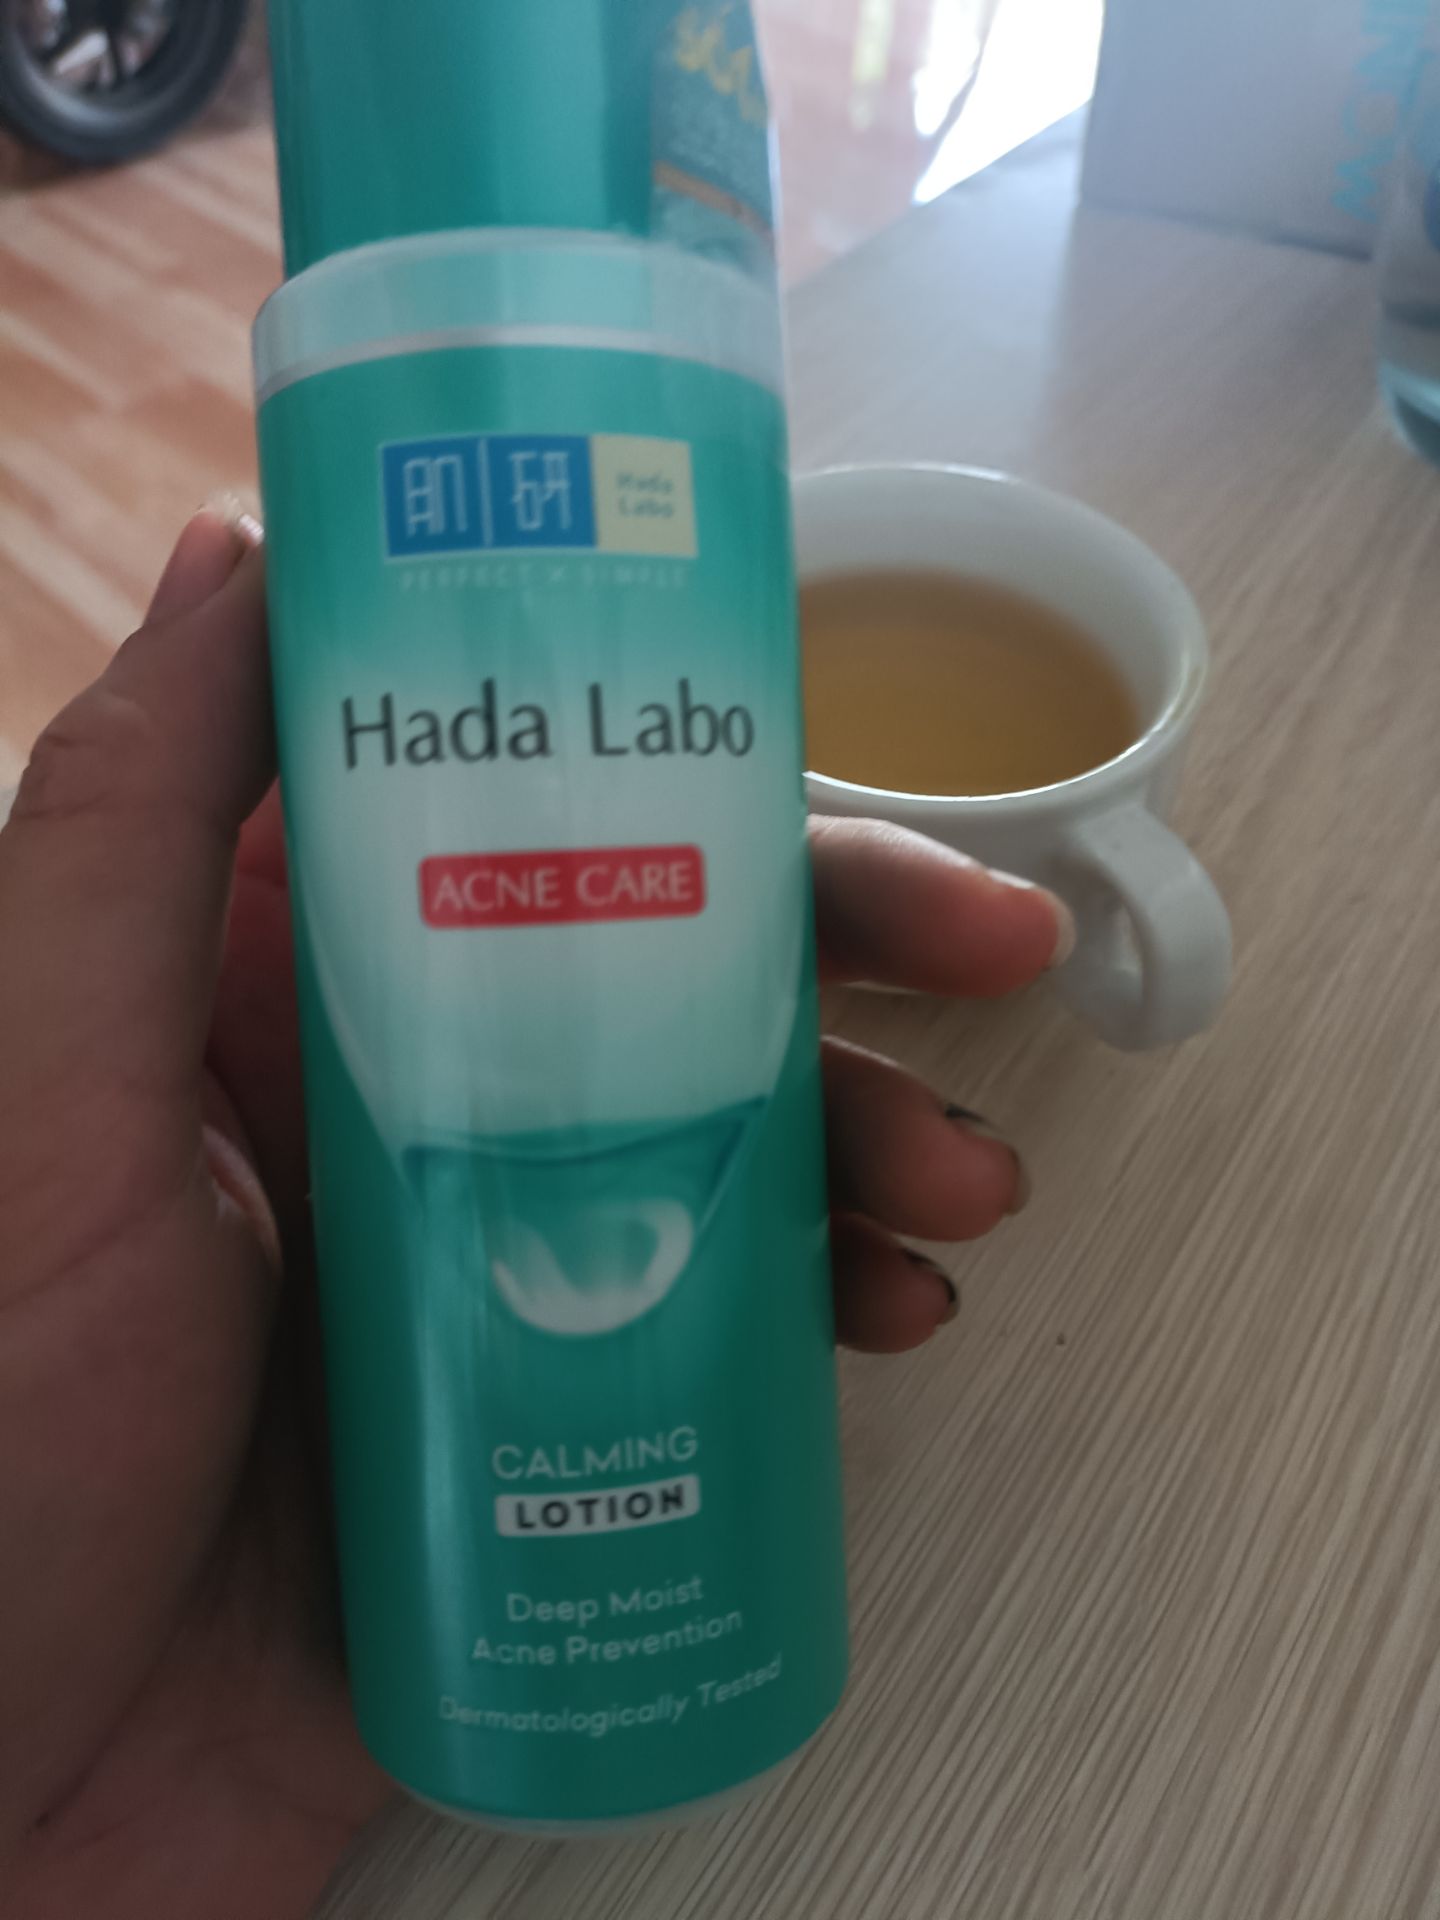 肌研
Hada
Labo
PERFECT × SIMPLE
Hada Labo
ACNE CARE
CALMING
LOTION
Deep Moist
Acne Prevention
Dermatologically Tested